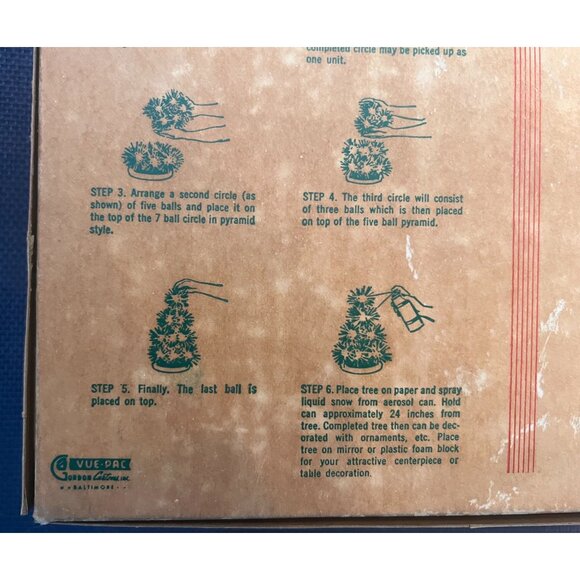 completed circle may be picked up as
one unit.
STEP 3. Arrange a second circle (as
shown) of five balls and place it on
the top of the 7 ball circle in pyramid
style.
STEP 4. The third circle will consist
of three balls which is then placed
on top of the five ball pyramid.
STEP 5. Finally. The last ball is
placed on top.
STEP 6. Place tree on paper and spray
liquid snow from aerosol can. Hold
can approximately 24 inches from
tree. Completed tree then can be dec-
orated with ornaments, etc. Place
tree on mirror or plastic foam block
for your attractive centerpiece or
table decoration.
VUE-PAC
GORDON Cartons, INC.
BALTIMORE